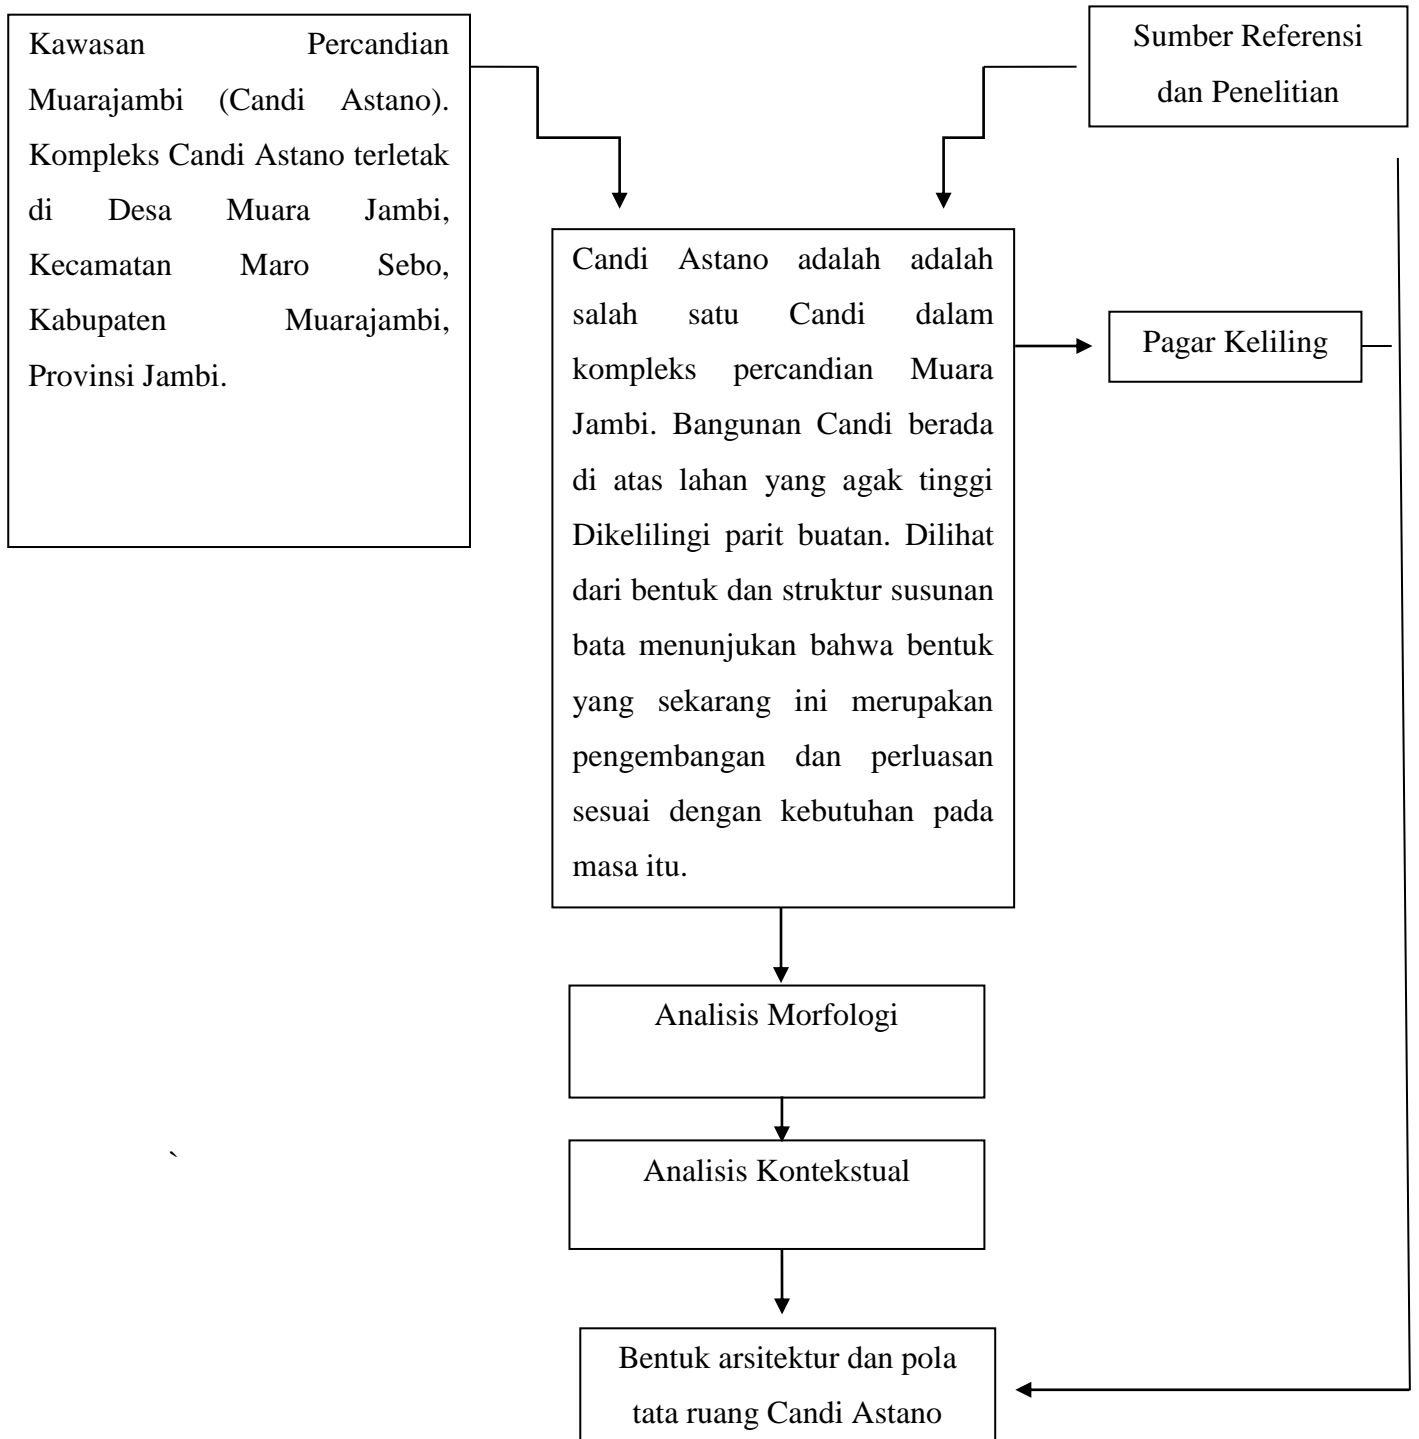 Kawasan Percandian
Muarajambi (Candi Astano).
Kompleks Candi Astano terletak
di Desa Muara Jambi,
Kecamatan Maro Sebo,
Kabupaten Muarajambi,
Provinsi Jambi.
Sumber Referensi
dan Penelitian
Candi Astano adalah adalah
salah satu Candi dalam
kompleks percandian Muara
Jambi. Bangunan Candi berada
di atas lahan yang agak tinggi
Dikelilingi parit buatan. Dilihat
dari bentuk dan struktur susunan
bata menunjukan bahwa bentuk
yang sekarang ini merupakan
pengembangan dan perluasan
sesuai dengan kebutuhan pada
masa itu.
Pagar Keliling
Analisis Morfologi
`
Analisis Kontekstual
Bentuk arsitektur dan pola
tata ruang Candi Astano